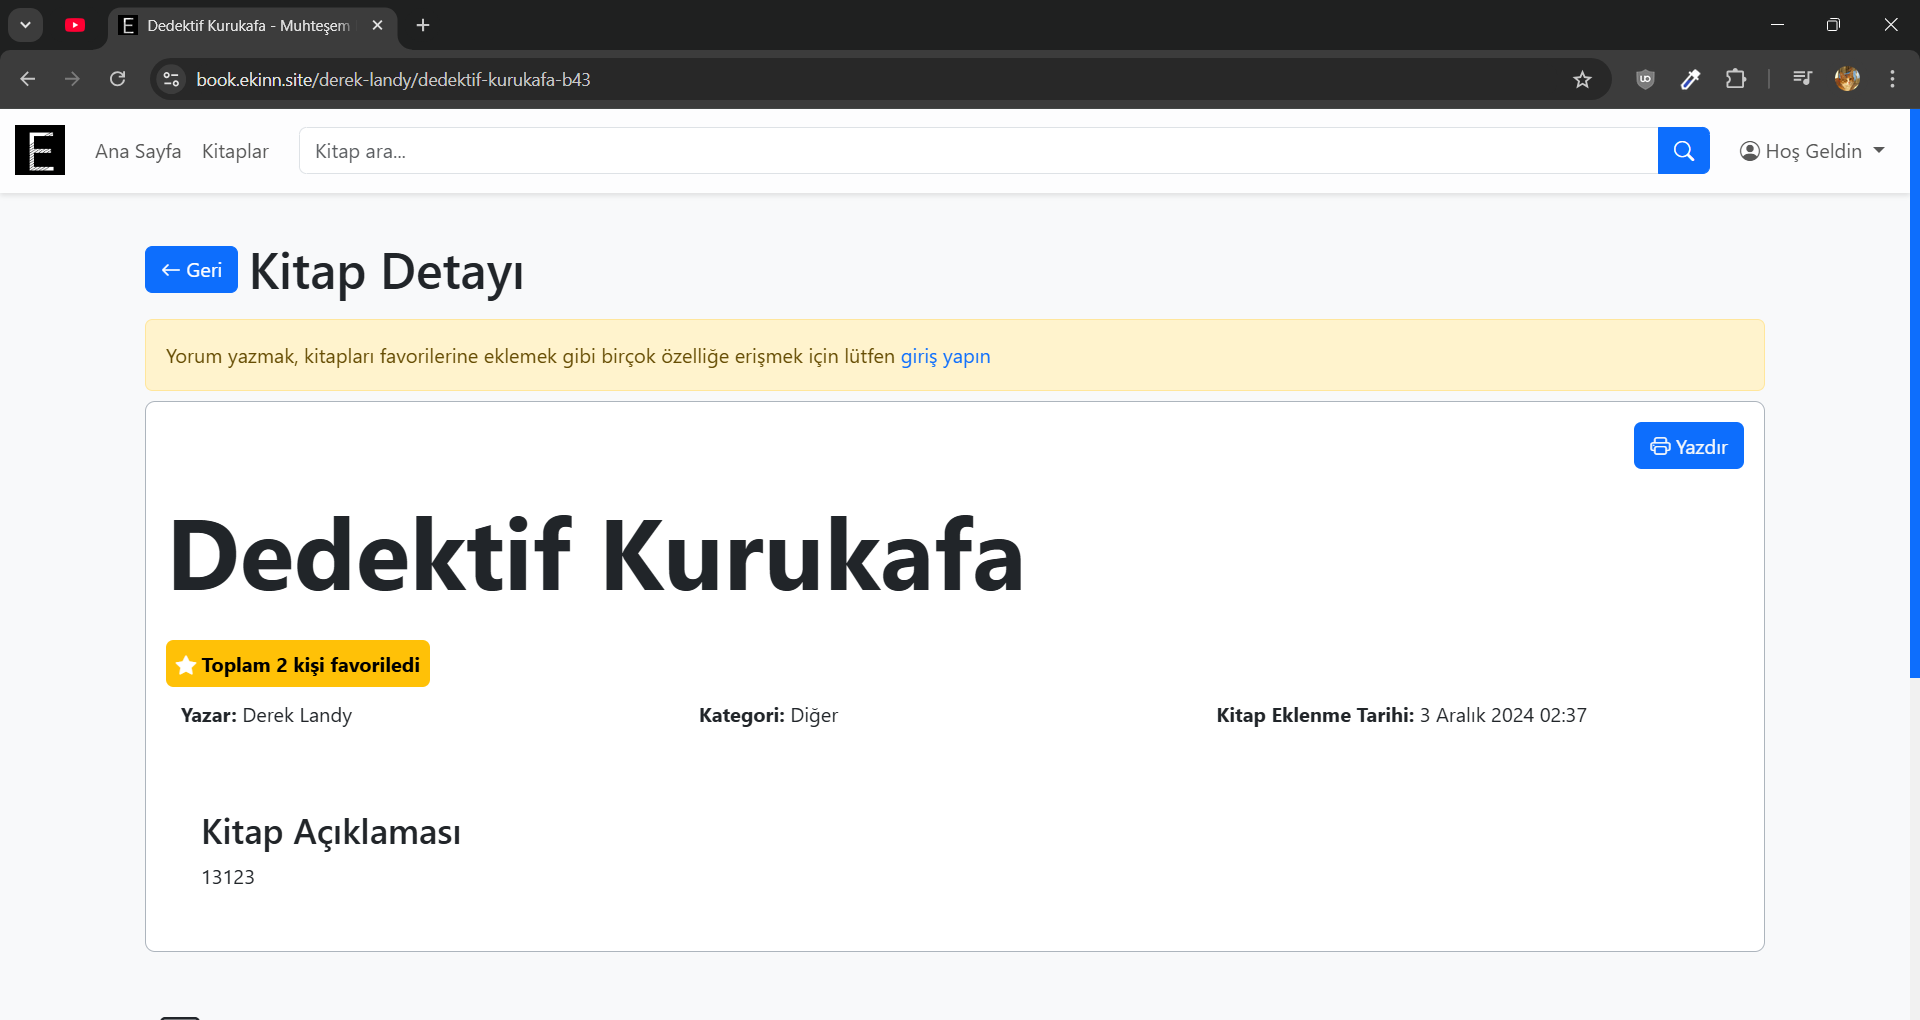 Dedektif Kurukafa - Muhteşem
book.ekinn.site/derek-landy/dedektif-kurukafa-b43
E
Ana Sayfa
Kitaplar
Kitap ara...
Hoş Geldin
Geri
Kitap Detayı
Yorum yazmak, kitapları favorilerine eklemek gibi birçok özelliğe erişmek için lütfen giriş yapın
Yazdır
Dedektif Kurukafa
Toplam 2 kişi favoriledi
Yazar: Derek Landy
Kategori: Diğer
Kitap Eklenme Tarihi: 3 Aralık 2024 02:37
Kitap Açıklaması
13123